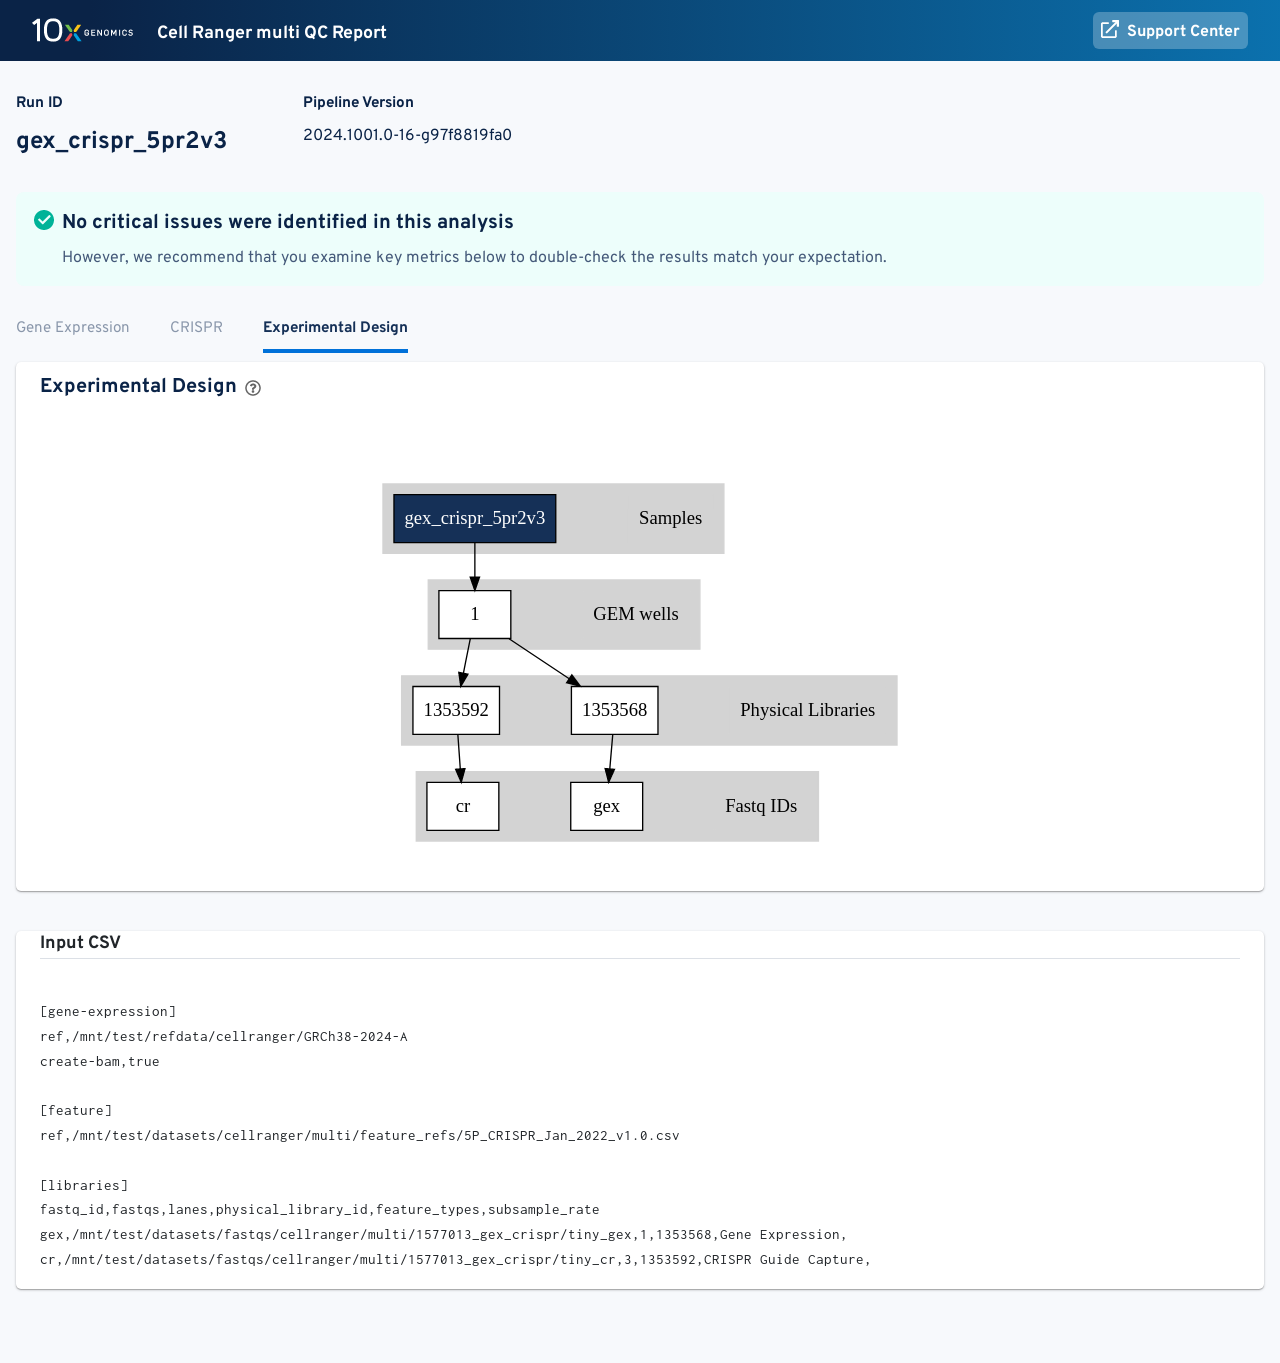 10x GENOMICS Cell Ranger multi QC Report Support Center
Run ID Pipeline Version
gex_crispr_5pr2v3 2024.1001.0-16-g97f8819fa0
No critical issues were identified in this analysis
However, we recommend that you examine key metrics below to double-check the results match your expectation.
Gene Expression CRISPR Experimental Design
Experimental Design ?
gex_crispr_5pr2v3 Samples
1 GEM wells
1353592 1353568 Physical Libraries
cr gex Fastq IDs
Input CSV
[gene-expression]
ref,/mnt/test/refdata/cellranger/GRCh38-2024-A
create-bam,true
[feature]
ref,/mnt/test/datasets/cellranger/multi/feature_refs/5P_CRISPR_Jan_2022_v1.0.csv
[libraries]
fastq_id,fastqs,lanes,physical_library_id,feature_types,subsample_rate
gex,/mnt/test/datasets/fastqs/cellranger/multi/1577013_gex_crispr/tiny_gex,1,1353568,Gene Expression,
cr,/mnt/test/datasets/fastqs/cellranger/multi/1577013_gex_crispr/tiny_cr,3,1353592,CRISPR Guide Capture,